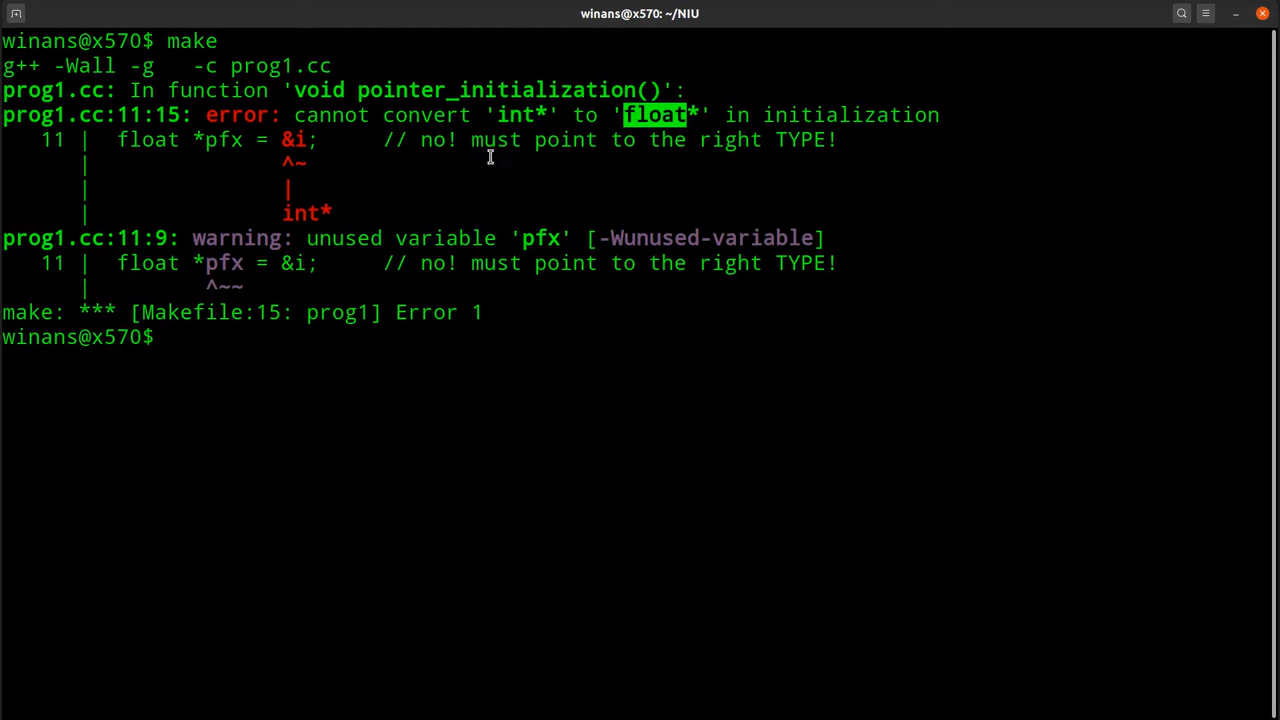 winans@x570: ~/NIU
winans@x570$ make
g++ -Wall -g   -c prog1.cc
prog1.cc: In function 'void pointer_initialization()':
prog1.cc:11:15: error: cannot convert 'int*' to 'float*' in initialization
   11 |  float *pfx = &i;     // no! must point to the right TYPE!
      |               ^~
      |               |
      |               int*
prog1.cc:11:9: warning: unused variable 'pfx' [-Wunused-variable]
   11 |  float *pfx = &i;     // no! must point to the right TYPE!
      |         ^~~
make: *** [Makefile:15: prog1] Error 1
winans@x570$